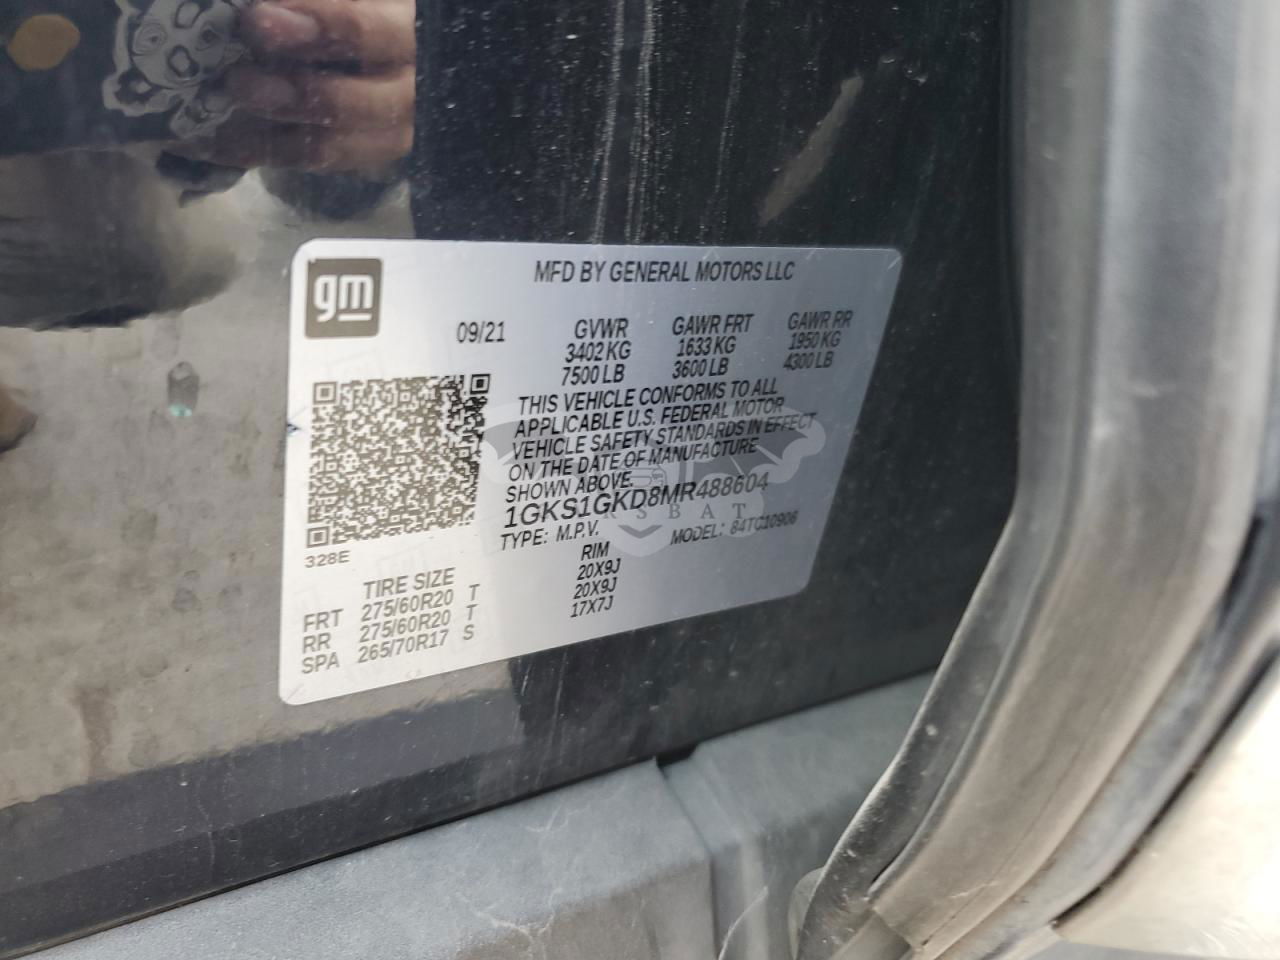 gm
MFD BY GENERAL MOTORS LLC
09/21
GVWR
3402 KG
7500 LB
GAWR FRT
1633 KG
3600 LB
GAWR RR
1950 KG
4300 LB
THIS VEHICLE CONFORMS TO ALL
APPLICABLE U.S. FEDERAL MOTOR
VEHICLE SAFETY STANDARDS IN EFFECT
ON THE DATE OF MANUFACTURE
SHOWN ABOVE.
1GKS1GKD8MR488604
TYPE: M.P.V.
MODEL: 84TC10906
328E
TIRE SIZE
RIM
FRT 275/60R20 T 20X9J
RR 275/60R20 T 20X9J
SPA 265/70R17 S 17X7J